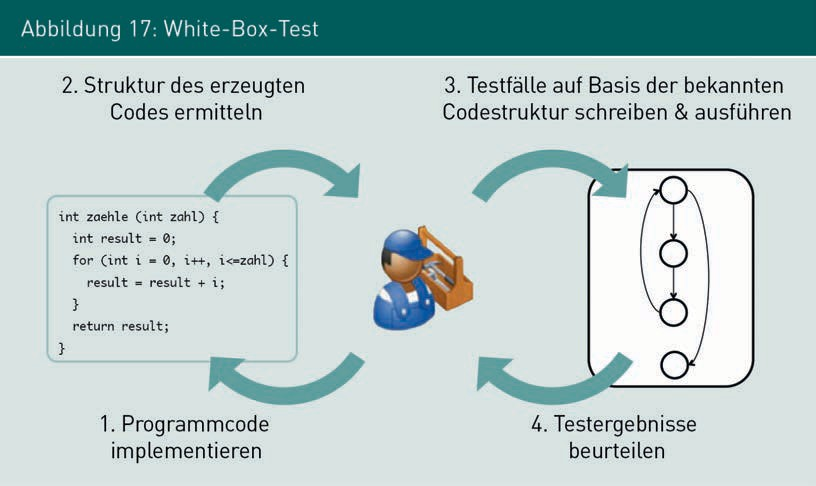 Abbildung 17: White-Box-Test
2. Struktur des erzeugten
Codes ermitteln
3. Testfälle auf Basis der bekannten
Codestruktur schreiben & ausführen
int zaehle (int zahl) {
int result = 0;
for (int i = 0, i++, i<=zahl) {
result = result + i;
}
return result;
}
1. Programmcode
implementieren
4. Testergebnisse
beurteilen